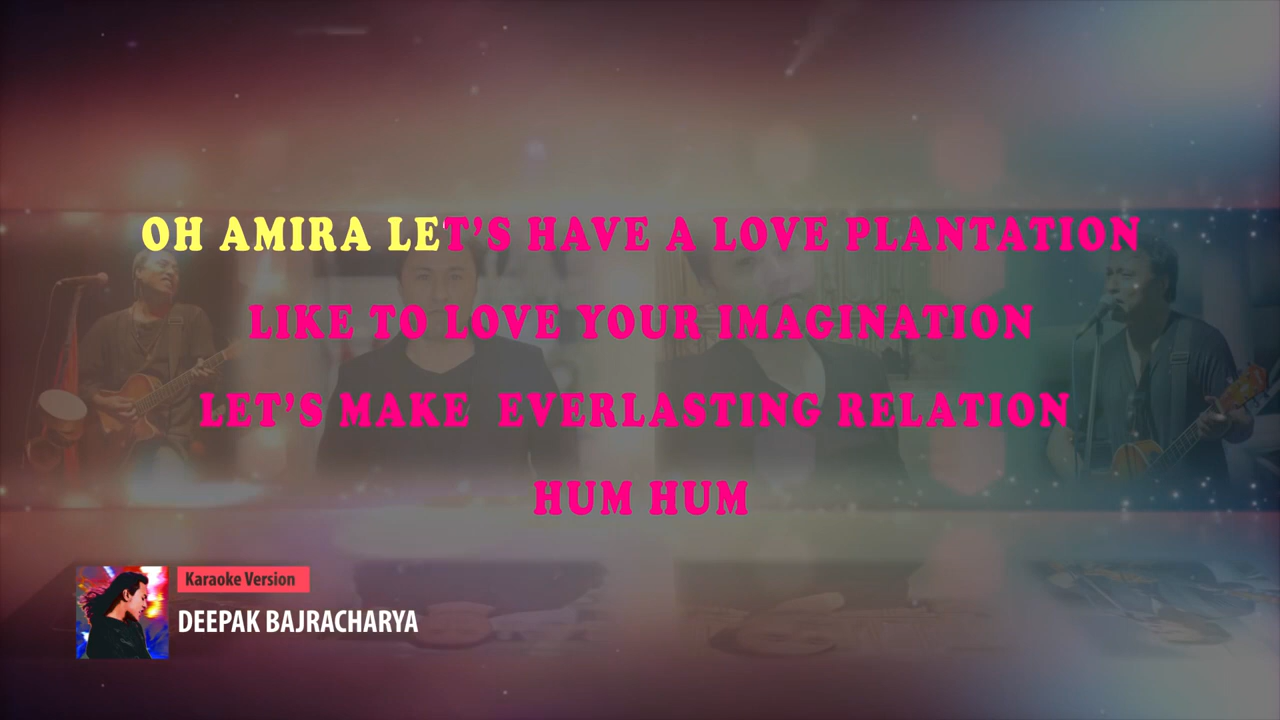 OH AMIRA LET'S HAVE A LOVE PLANTATION
LIKE TO LOVE YOUR IMAGINATION
LET'S MAKE  EVERLASTING RELATION
HUM HUM
Karaoke Version
DEEPAK BAJRACHARYA